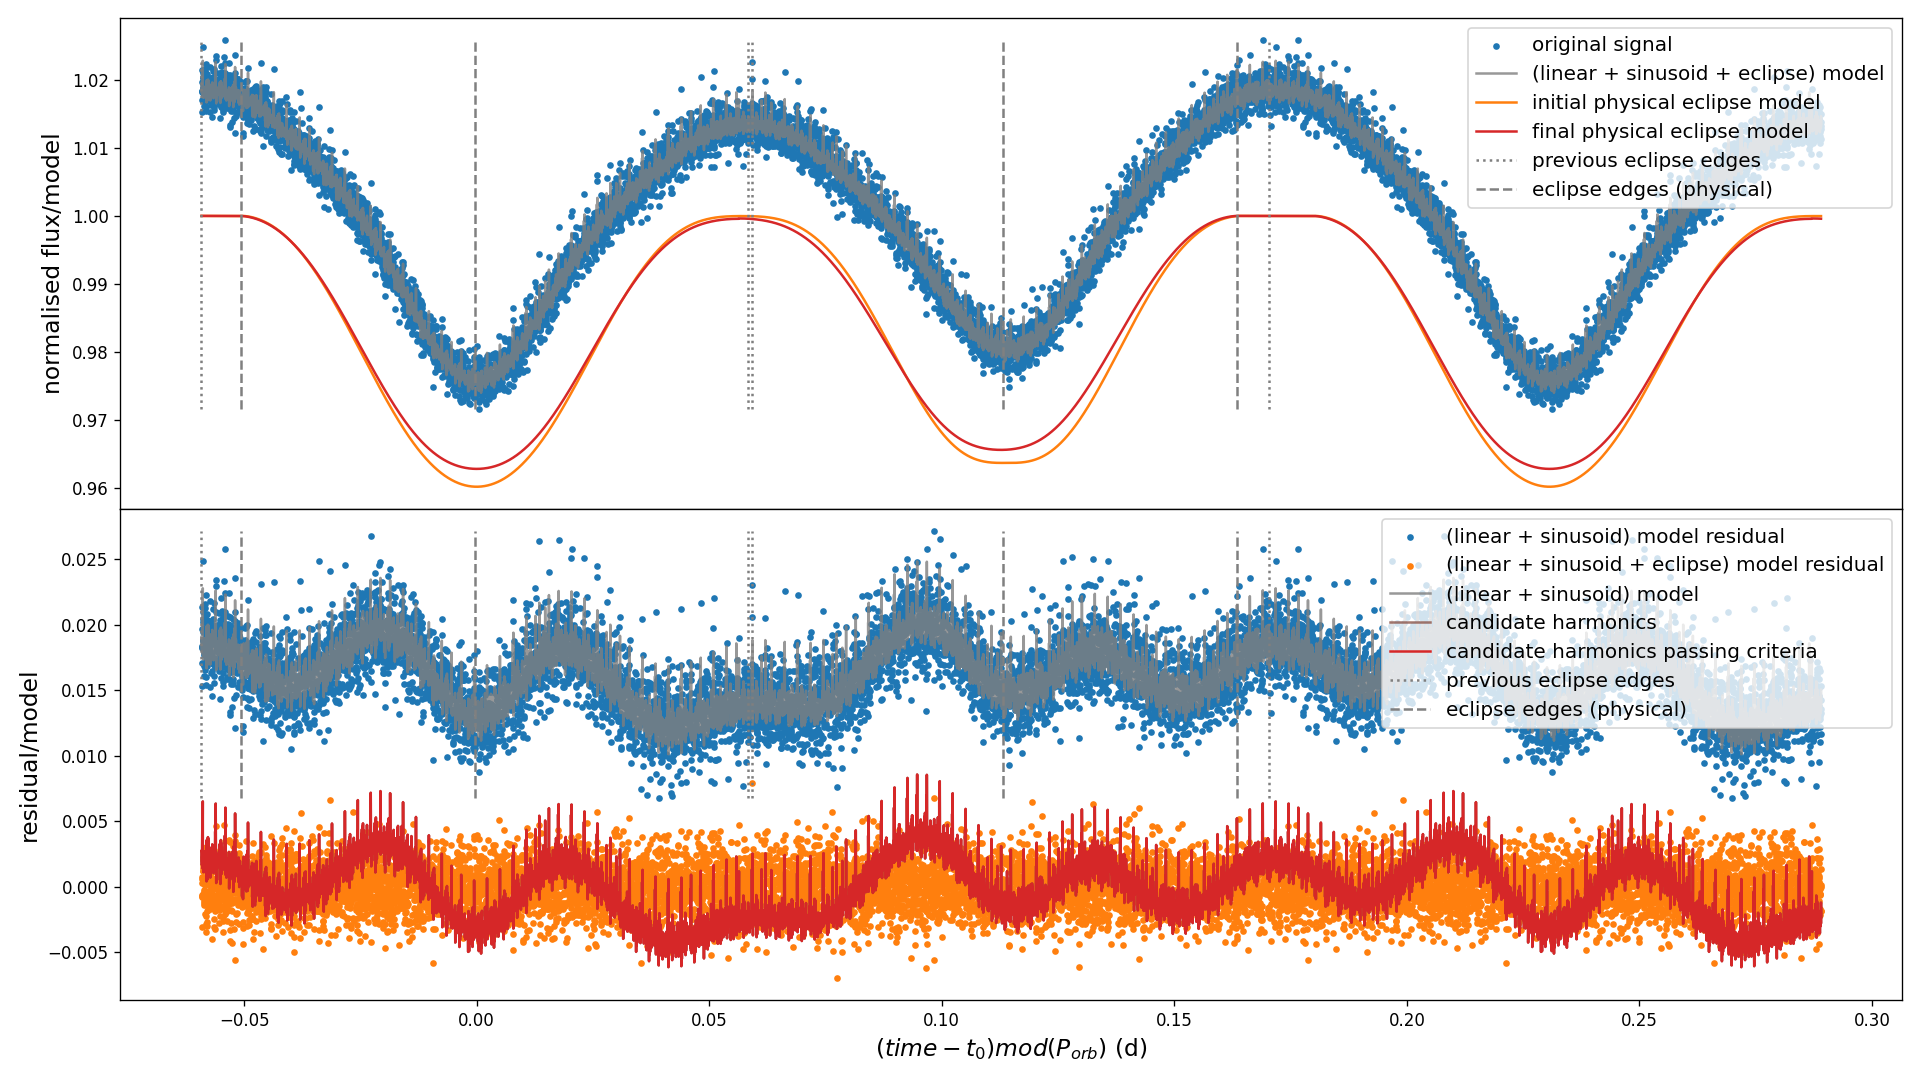 normalised flux/model
1.02
1.01
1.00
0.99
0.98
0.97
0.96
original signal
(linear + sinusoid + eclipse) model
initial physical eclipse model
final physical eclipse model
previous eclipse edges
eclipse edges (physical)
residual/model
0.025
0.020
0.015
0.010
0.005
0.000
−0.005
(linear + sinusoid) model residual
(linear + sinusoid + eclipse) model residual
(linear + sinusoid) model
candidate harmonics
candidate harmonics passing criteria
previous eclipse edges
eclipse edges (physical)
−0.05 0.00 0.05 0.10 0.15 0.20 0.25 0.30
(time − t₀)mod(P_orb) (d)